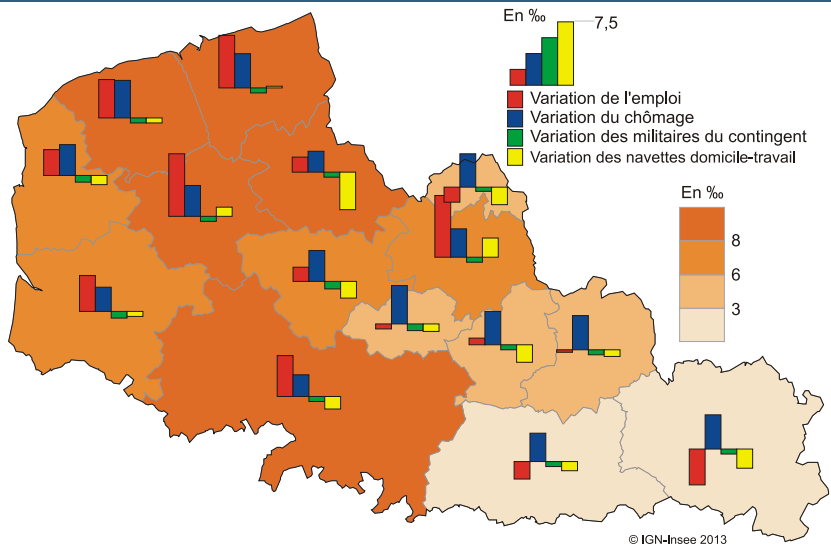 En ‰
7,5
Variation de l'emploi
Variation du chômage
Variation des militaires du contingent
Variation des navettes domicile-travail
En ‰
8
6
3
© IGN-Insee 2013